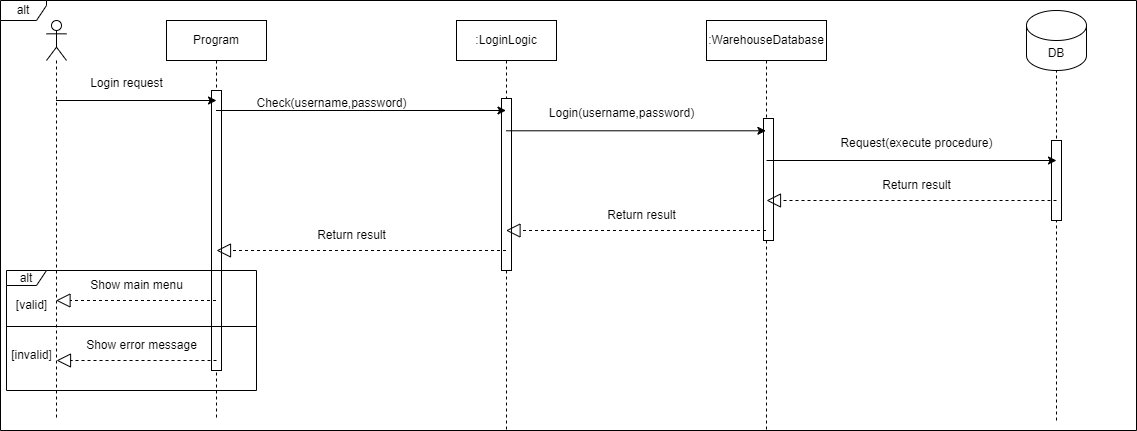 alt
Program
:LoginLogic
:WarehouseDatabase
DB
Login request
Check(username,password)
Login(username,password)
Request(execute procedure)
Return result
Return result
Return result
alt
Show main menu
[valid]
Show error message
[invalid]